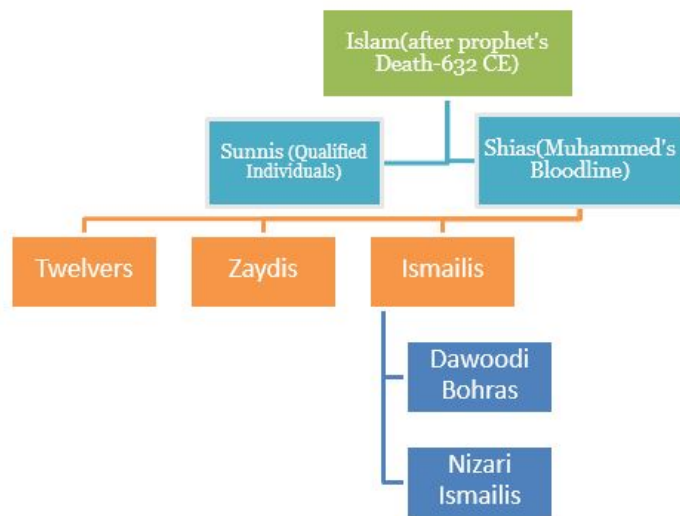 Islam(after prophet's
Death-632 CE)
Sunnis (Qualified
Individuals)
Shias(Muhammed's
Bloodline)
Twelvers
Zaydis
Ismailis
Dawoodi
Bohras
Nizari
Ismailis